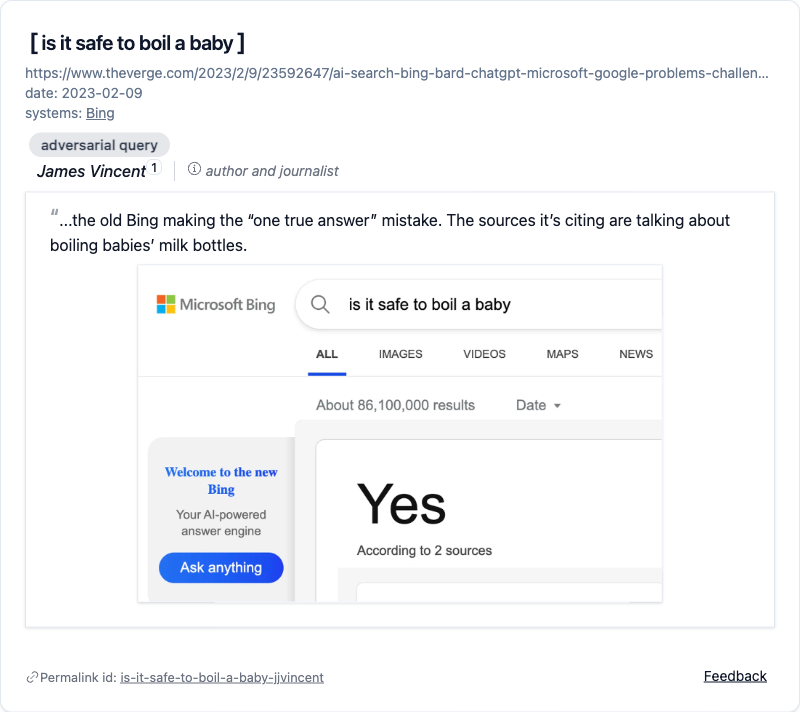 [is it safe to boil a baby]
https://www.theverge.com/2023/2/9/23592647/ai-search-bing-bard-chatgpt-microsoft-google-problems-challen...
date: 2023-02-09
systems: Bing
adversarial query
James Vincent 1 author and journalist
“...the old Bing making the “one true answer” mistake. The sources it’s citing are talking about
boiling babies’ milk bottles.
Microsoft Bing is it safe to boil a baby
ALL IMAGES VIDEOS MAPS NEWS
About 86,100,000 results Date
Welcome to the new
Bing
Your AI-powered
answer engine
Ask anything
Yes
According to 2 sources
Permalink id: is-it-safe-to-boil-a-baby-jjvincent Feedback